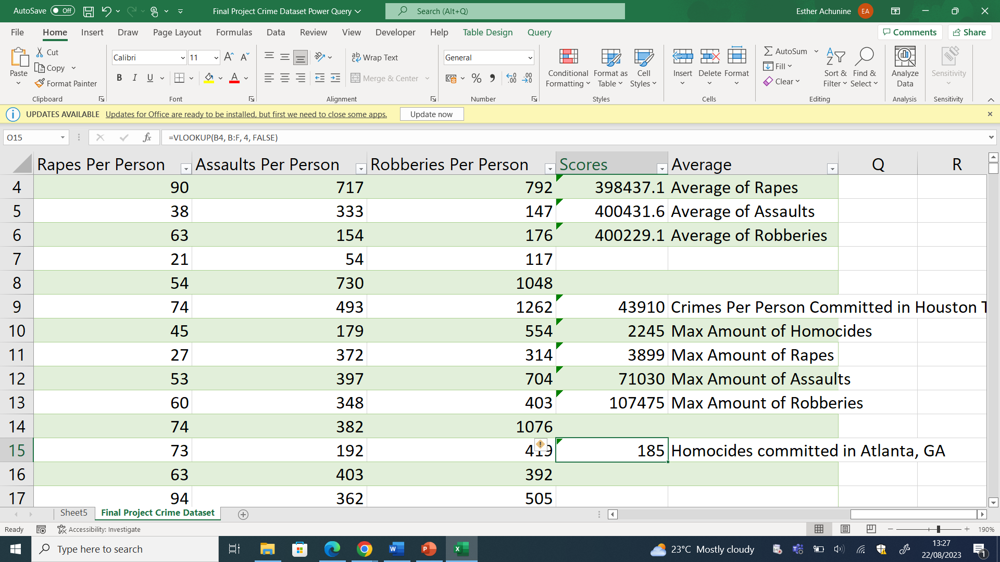 AutoSave Off Final Project Crime Dataset Power Query Search (Alt+Q) Esther Achunine EA
File Home Insert Draw Page Layout Formulas Data Review View Developer Help Table Design Query Comments Share
Paste Cut Copy Format Painter Clipboard
Calibri 11 B I U A Font
Wrap Text Merge & Center Alignment
General % Number
Conditional Formatting Format as Table Cell Styles Styles
Insert Delete Format Cells
AutoSum Fill Clear Sort & Filter Find & Select Editing
Analyze Data Analysis
Sensitivity Sensitivity
UPDATES AVAILABLE Updates for Office are ready to be installed, but first we need to close some apps. Update now
O15 fx =VLOOKUP(B4, B:F, 4, FALSE)
Rapes Per Person Assaults Per Person Robberies Per Person Scores Average Q R
4 90 717 792 398437.1 Average of Rapes
5 38 333 147 400431.6 Average of Assaults
6 63 154 176 400229.1 Average of Robberies
7 21 54 117
8 54 730 1048
9 74 493 1262 43910 Crimes Per Person Committed in Houston T
10 45 179 554 2245 Max Amount of Homocides
11 27 372 314 3899 Max Amount of Rapes
12 53 397 704 71030 Max Amount of Assaults
13 60 348 403 107475 Max Amount of Robberies
14 74 382 1076
15 73 192 419 185 Homocides committed in Atlanta, GA
16 63 403 392
17 94 362 505
Sheet5 Final Project Crime Dataset
Ready Accessibility: Investigate 190%
Type here to search 23°C Mostly cloudy 13:27
22/08/2023 1